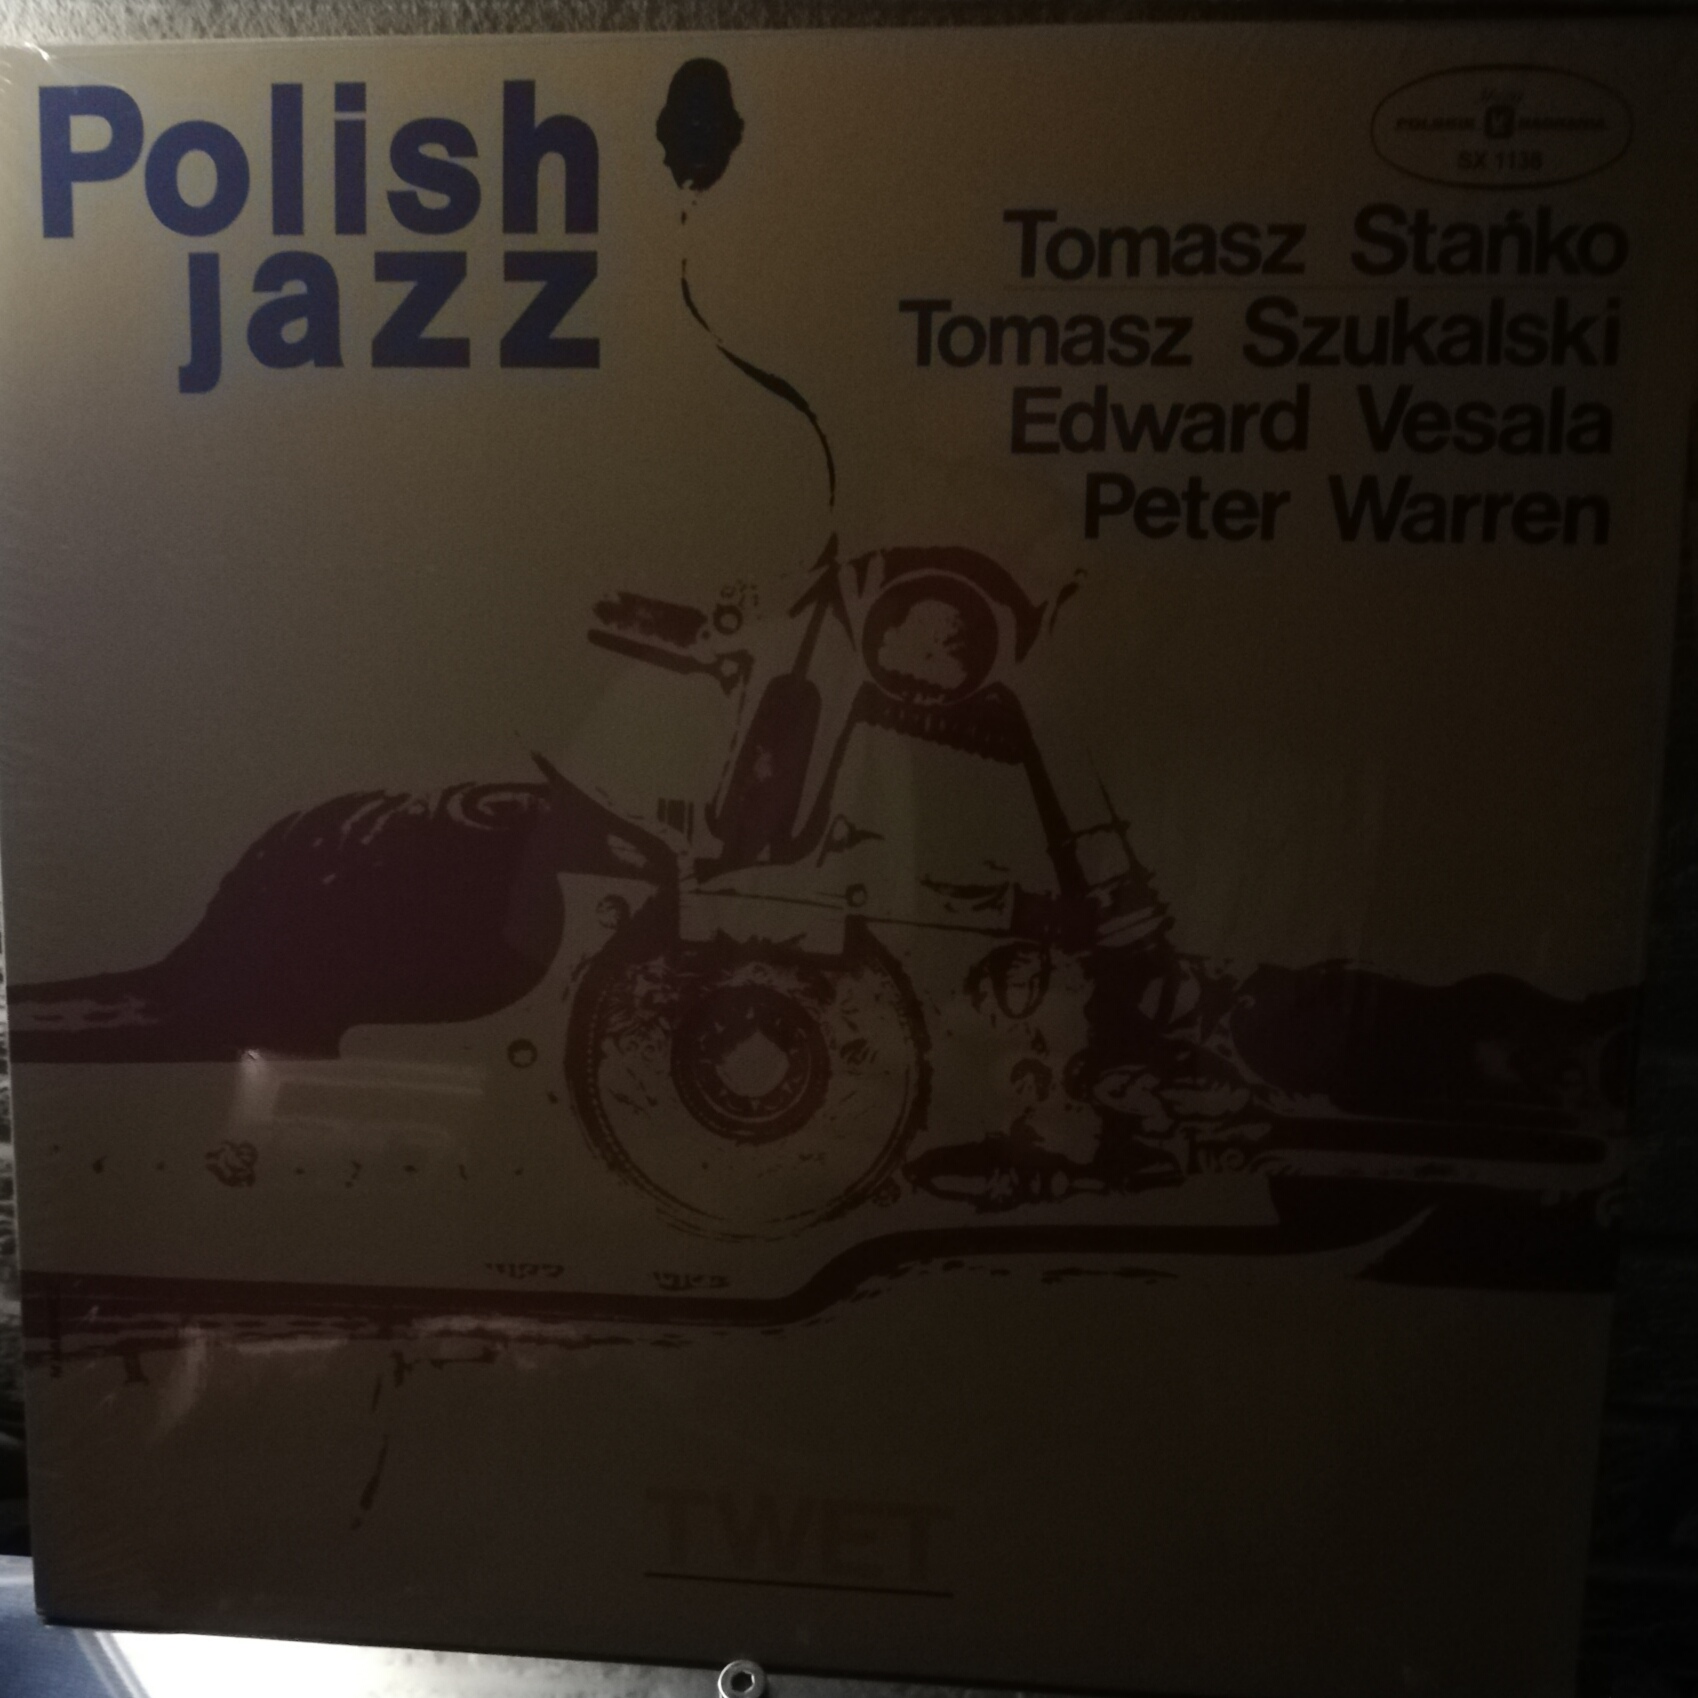 Polish
jazz
POLSKIE NAGRANIA
SX 1138
Tomasz Stańko
Tomasz Szukalski
Edward Vesala
Peter Warren
TWET